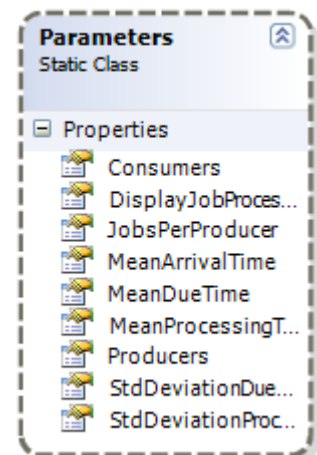 Parameters
Static Class
Properties
Consumers
DisplayJobProces...
JobsPerProducer
MeanArrivalTime
MeanDueTime
MeanProcessingT...
Producers
StdDeviationDue...
StdDeviationProc...